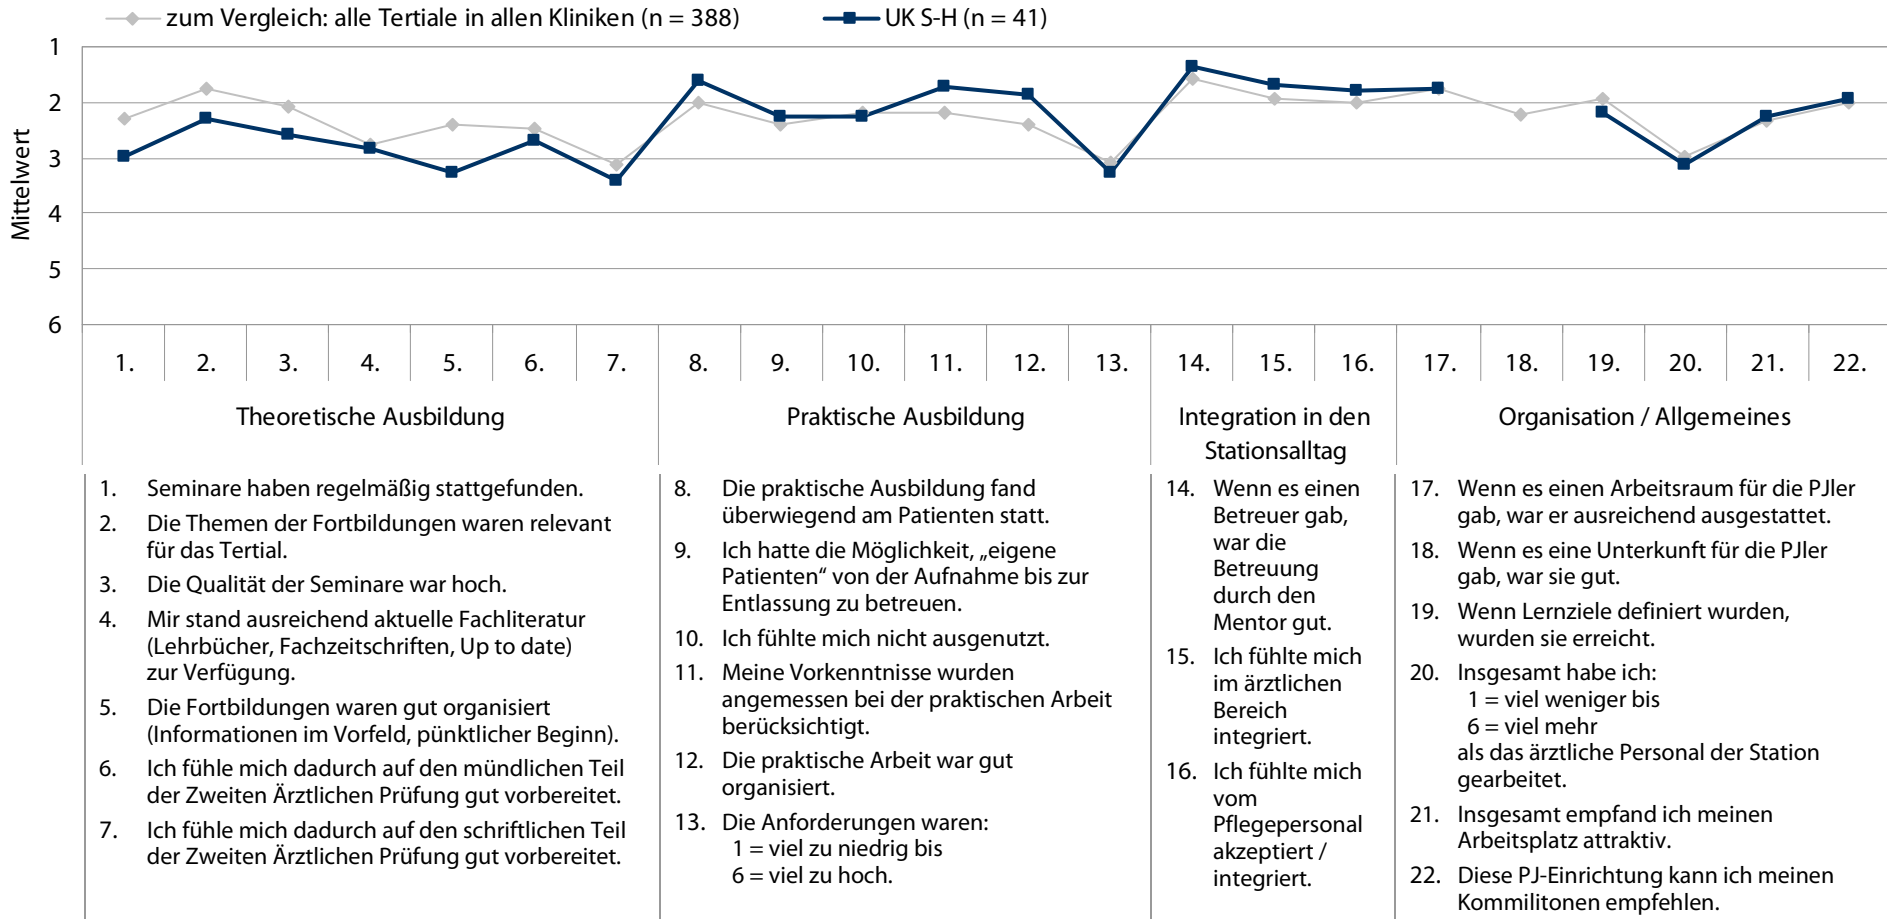 zum Vergleich: alle Tertiale in allen Kliniken (n = 388)
UK S-H (n = 41)
Mittelwert
1
2
3
4
5
6
1. 2. 3. 4. 5. 6. 7. 8. 9. 10. 11. 12. 13. 14. 15. 16. 17. 18. 19. 20. 21. 22.
Theoretische Ausbildung
Praktische Ausbildung
Integration in den
Stationsalltag
Organisation / Allgemeines
1. Seminare haben regelmäßig stattgefunden.
2. Die Themen der Fortbildungen waren relevant
für das Tertial.
3. Die Qualität der Seminare war hoch.
4. Mir stand ausreichend aktuelle Fachliteratur
(Lehrbücher, Fachzeitschriften, Up to date)
zur Verfügung.
5. Die Fortbildungen waren gut organisiert
(Informationen im Vorfeld, pünktlicher Beginn).
6. Ich fühle mich dadurch auf den mündlichen Teil
der Zweiten Ärztlichen Prüfung gut vorbereitet.
7. Ich fühle mich dadurch auf den schriftlichen Teil
der Zweiten Ärztlichen Prüfung gut vorbereitet.
8. Die praktische Ausbildung fand
überwiegend am Patienten statt.
9. Ich hatte die Möglichkeit, „eigene
Patienten“ von der Aufnahme bis zur
Entlassung zu betreuen.
10. Ich fühlte mich nicht ausgenutzt.
11. Meine Vorkenntnisse wurden
angemessen bei der praktischen Arbeit
berücksichtigt.
12. Die praktische Arbeit war gut
organisiert.
13. Die Anforderungen waren:
1 = viel zu niedrig bis
6 = viel zu hoch.
14. Wenn es einen
Betreuer gab,
war die
Betreuung
durch den
Mentor gut.
15. Ich fühlte mich
im ärztlichen
Bereich
integriert.
16. Ich fühlte mich
vom
Pflegepersonal
akzeptiert /
integriert.
17. Wenn es einen Arbeitsraum für die PJler
gab, war er ausreichend ausgestattet.
18. Wenn es eine Unterkunft für die PJler
gab, war sie gut.
19. Wenn Lernziele definiert wurden,
wurden sie erreicht.
20. Insgesamt habe ich:
1 = viel weniger bis
6 = viel mehr
als das ärztliche Personal der Station
gearbeitet.
21. Insgesamt empfand ich meinen
Arbeitsplatz attraktiv.
22. Diese PJ-Einrichtung kann ich meinen
Kommilitonen empfehlen.